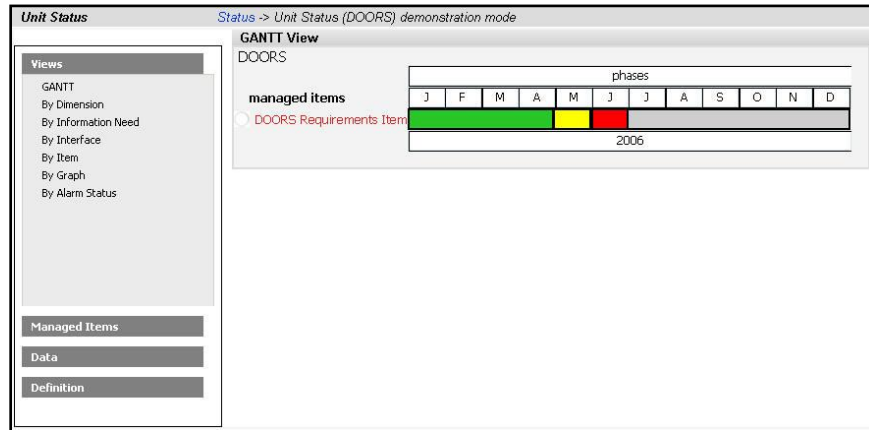 Unit Status
Status -> Unit Status (DOORS) demonstration mode
Views
GANTT
By Dimension
By Information Need
By Interface
By Item
By Graph
By Alarm Status
Managed Items
Data
Definition
GANTT View
DOORS
phases
managed items J F M A M J J A S O N D
DOORS Requirements Item
2006